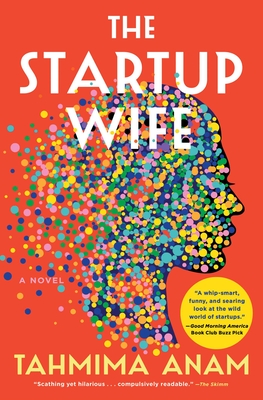 THE
STARTUP
WIFE
A NOVEL
"A whip-smart,
funny, and searing
look at the wild
world of startups."
—Good Morning America
Book Club Buzz Pick
TAHMIMA ANAM
"Scathing yet hilarious . . . compulsively readable." —The Skimm